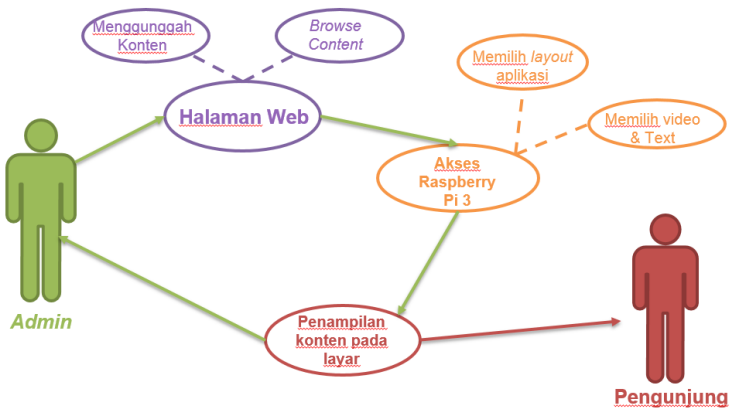 Menggunggah
Konten
Browse
Content
Memilih layout
aplikasi
Halaman Web
Memilih video
& Text
Akses
Raspberry
Pi 3
Admin
Penampilan
konten pada
layar
Pengunjung